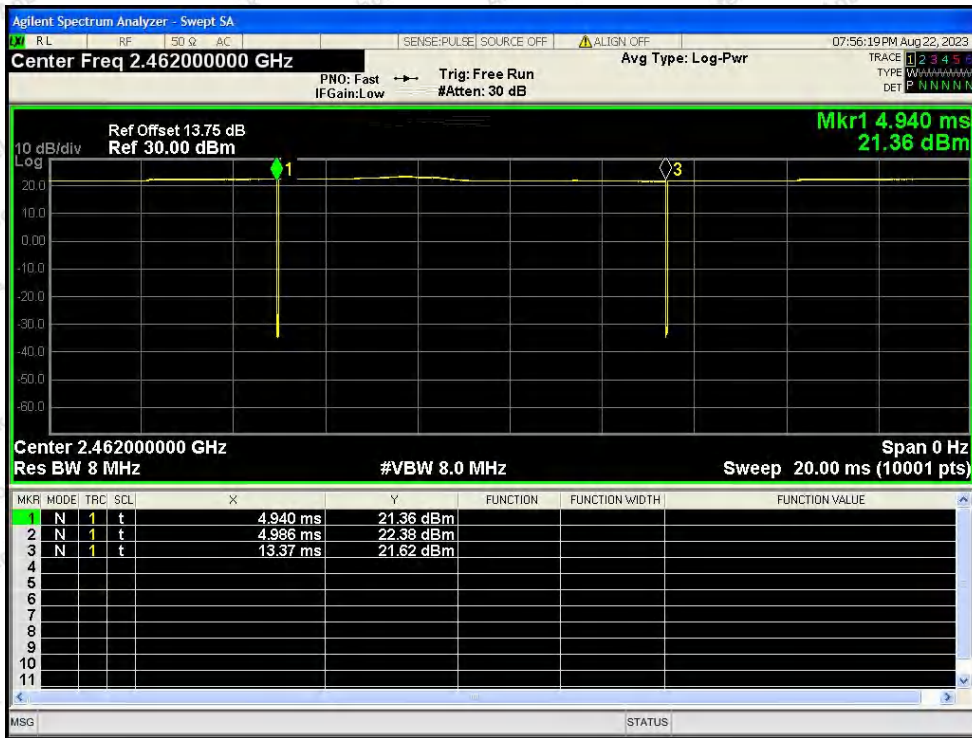 Agilent Spectrum Analyzer - Swept SA
LXI RL RF 50 Ω AC SENSE:PULSE SOURCE OFF ALIGN OFF 07:56:19 PM Aug 22, 2023
Center Freq 2.462000000 GHz Avg Type: Log-Pwr TRACE 1 2 3 4 5 6
PNO: Fast Trig: Free Run TYPE W
IFGain:Low #Atten: 30 dB DET P N N N N N
Mkr1 4.940 ms
Ref Offset 13.75 dB
10 dB/div Ref 30.00 dBm 21.36 dBm
Log
1 3
20.0
10.0
0.00
-10.0
-20.0
-30.0
-40.0
-50.0
-60.0
Center 2.462000000 GHz Span 0 Hz
Res BW 8 MHz #VBW 8.0 MHz Sweep 20.00 ms (10001 pts)
MKR MODE TRC SCL X Y FUNCTION FUNCTION WIDTH FUNCTION VALUE
1 N 1 t 4.940 ms 21.36 dBm
2 N 1 t 4.986 ms 22.38 dBm
3 N 1 t 13.37 ms 21.62 dBm
4
5
6
7
8
9
10
11
MSG STATUS